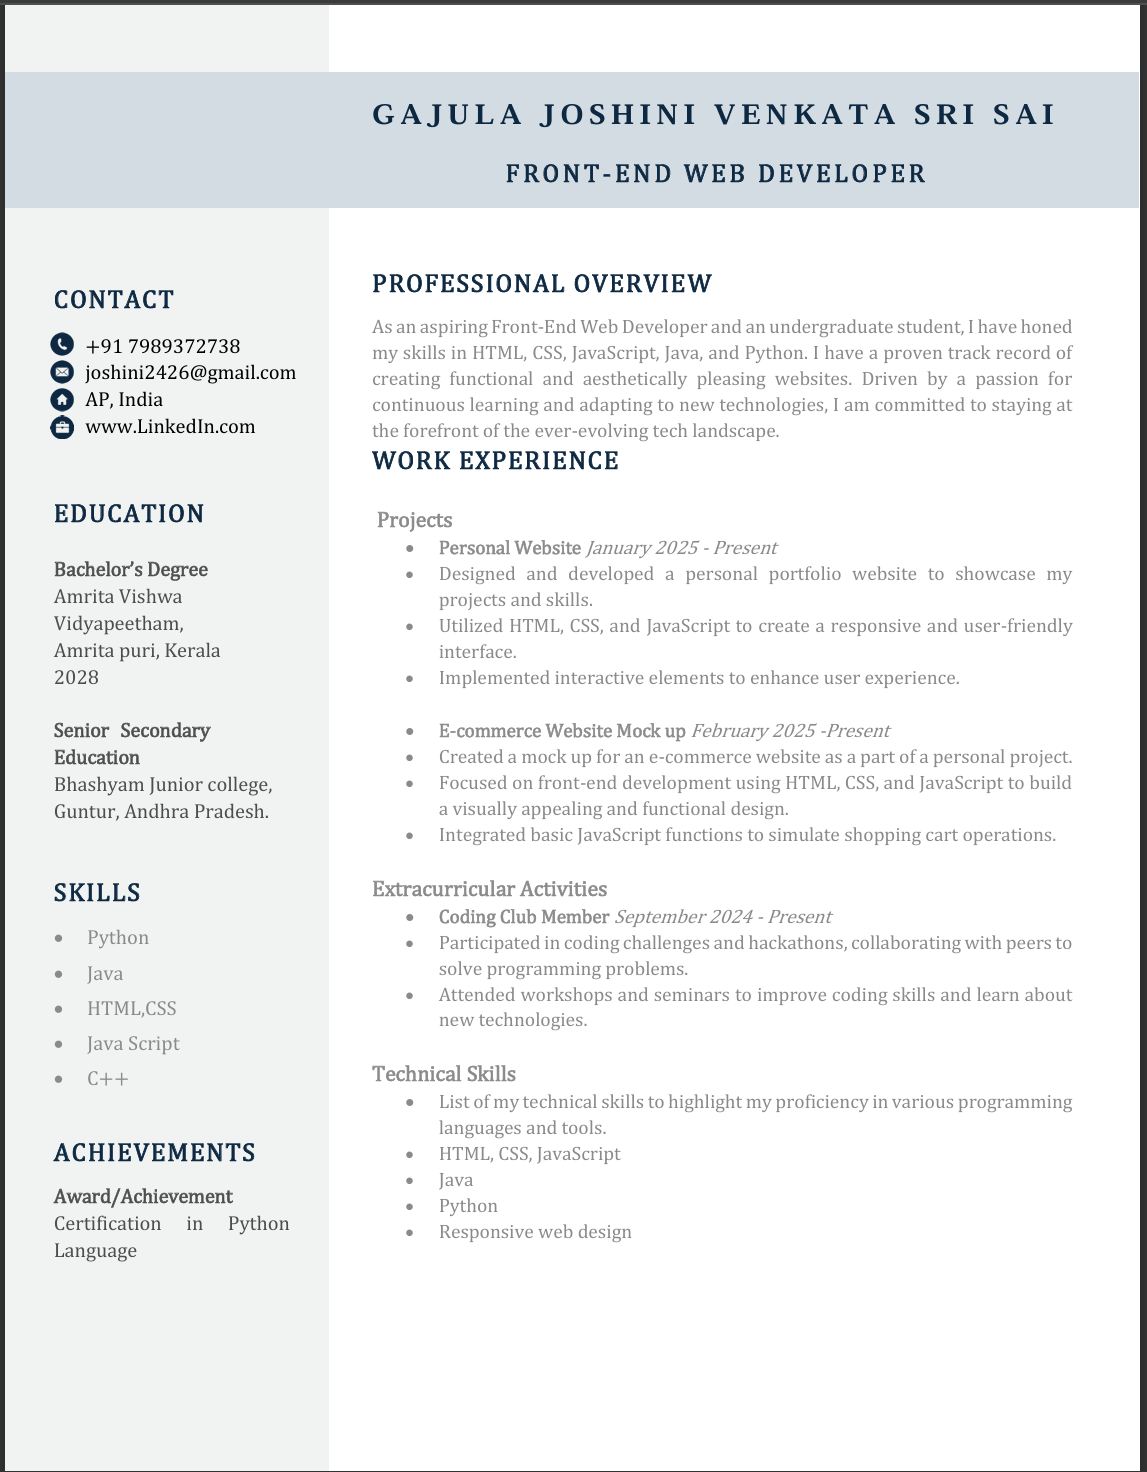 GAJULA JOSHINI VENKATA SRI SAI
FRONT-END WEB DEVELOPER
CONTACT
+91 7989372738
joshini2426@gmail.com
AP, India
www.LinkedIn.com
EDUCATION
Bachelor’s Degree
Amrita Vishwa
Vidyapeetham,
Amrita puri, Kerala
2028
Senior Secondary
Education
Bhashyam Junior college,
Guntur, Andhra Pradesh.
SKILLS
• Python
• Java
• HTML,CSS
• Java Script
• C++
ACHIEVEMENTS
Award/Achievement
Certification in Python
Language
PROFESSIONAL OVERVIEW
As an aspiring Front-End Web Developer and an undergraduate student, I have honed
my skills in HTML, CSS, JavaScript, Java, and Python. I have a proven track record of
creating functional and aesthetically pleasing websites. Driven by a passion for
continuous learning and adapting to new technologies, I am committed to staying at
the forefront of the ever-evolving tech landscape.
WORK EXPERIENCE
Projects
• Personal Website January 2025 - Present
• Designed and developed a personal portfolio website to showcase my
projects and skills.
• Utilized HTML, CSS, and JavaScript to create a responsive and user-friendly
interface.
• Implemented interactive elements to enhance user experience.
• E-commerce Website Mock up February 2025 -Present
• Created a mock up for an e-commerce website as a part of a personal project.
• Focused on front-end development using HTML, CSS, and JavaScript to build
a visually appealing and functional design.
• Integrated basic JavaScript functions to simulate shopping cart operations.
Extracurricular Activities
• Coding Club Member September 2024 - Present
• Participated in coding challenges and hackathons, collaborating with peers to
solve programming problems.
• Attended workshops and seminars to improve coding skills and learn about
new technologies.
Technical Skills
• List of my technical skills to highlight my proficiency in various programming
languages and tools.
• HTML, CSS, JavaScript
• Java
• Python
• Responsive web design